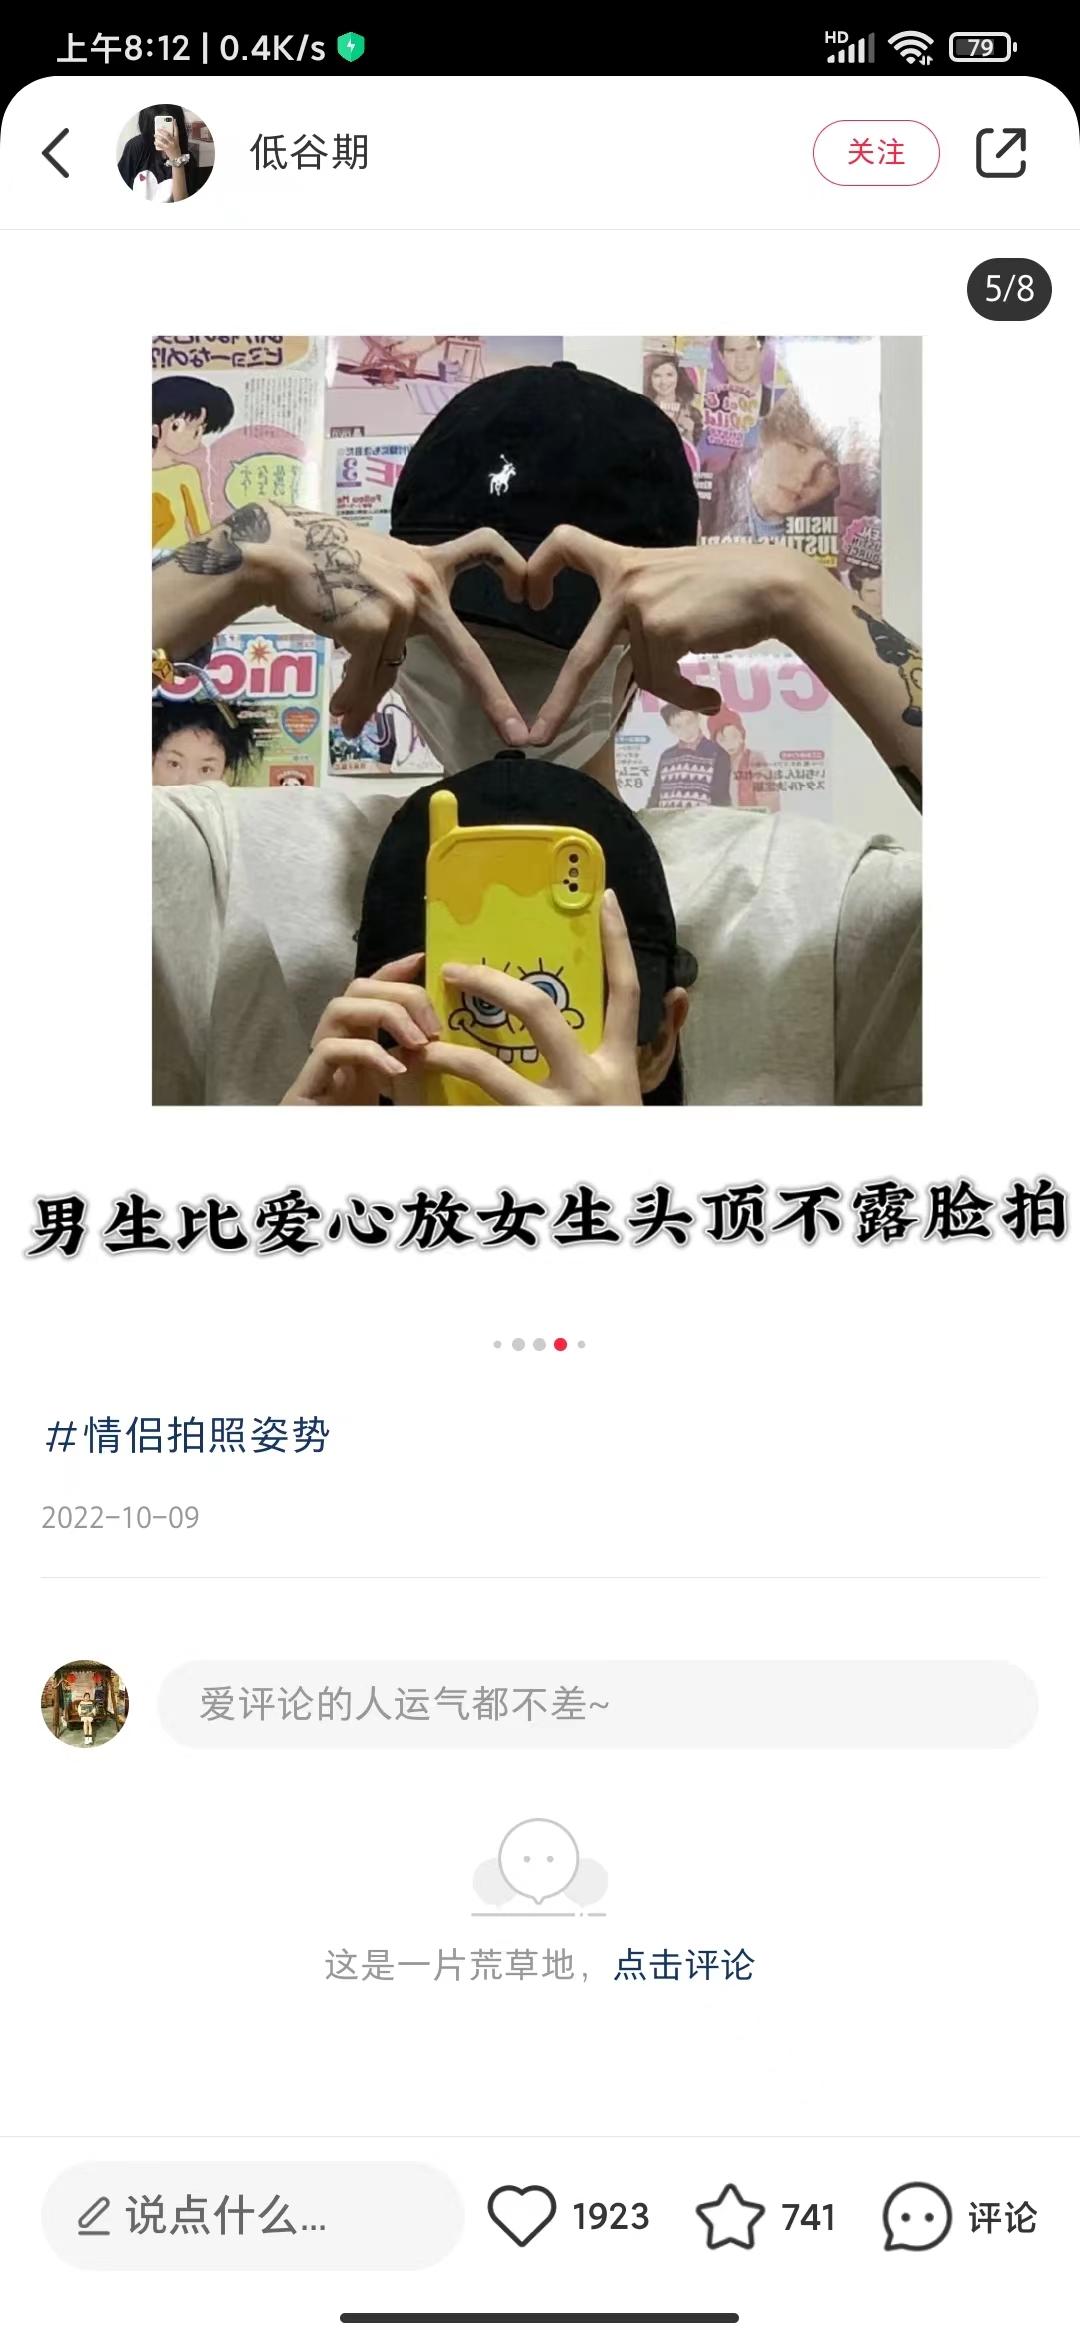 上午8:12 | 0.4K/s
HD
79
低谷期
关注
5/8
nico
INSIDE
CUT
男生比爱心放女生头顶不露脸拍
#情侣拍照姿势
2022-10-09
爱评论的人运气都不差~
这是一片荒草地，点击评论
说点什么...
1923
741
评论